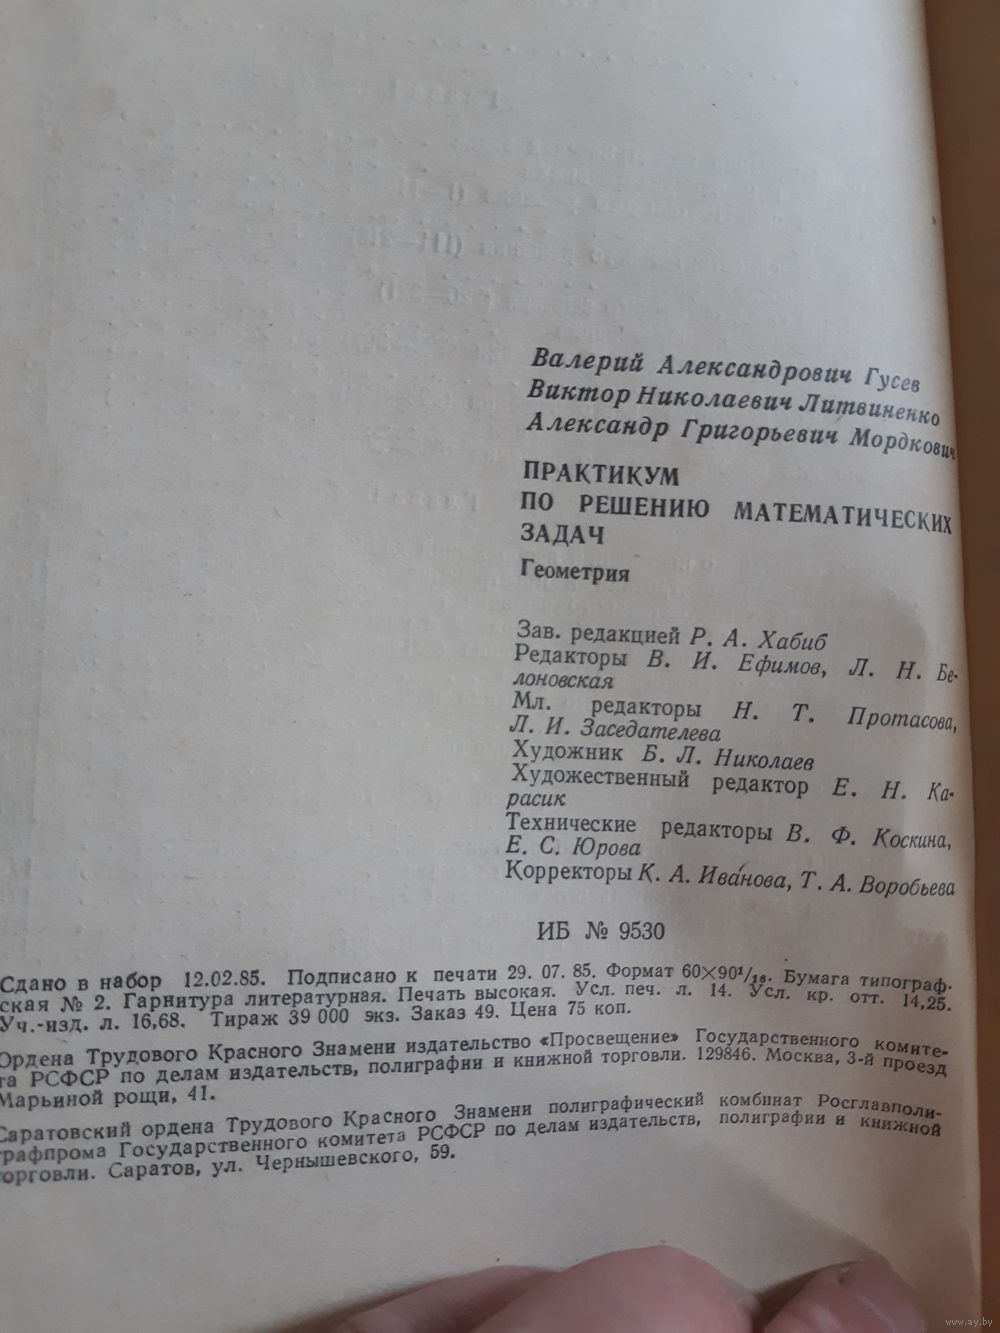 Валерий Александрович Гусев
Виктор Николаевич Литвиненко
Александр Григорьевич Мордкович
ПРАКТИКУМ
ПО РЕШЕНИЮ МАТЕМАТИЧЕСКИХ
ЗАДАЧ
Геометрия
Зав. редакцией Р. А. Хабиб
Редакторы В. И. Ефимов, Л. Н. Бе-
лоновская
Мл. редакторы Н. Т. Протасова,
Л. И. Заседателева
Художник Б. Л. Николаев
Художественный редактор Е. Н. Ка-
расик
Технические редакторы В. Ф. Коскина,
Е. С. Юрова
Корректоры К. А. Ива́нова, Т. А. Воробьева
ИБ № 9530
Сдано в набор 12.02.85. Подписано к печати 29. 07. 85. Формат 60×90¹/₁₆. Бумага типограф-
ская № 2. Гарнитура литературная. Печать высокая. Усл. печ. л. 14. Усл. кр. отт. 14,25.
Уч.-изд. л. 16,68. Тираж 39 000 экз. Заказ 49. Цена 75 коп.
Ордена Трудового Красного Знамени издательство «Просвещение» Государственного комите-
та РСФСР по делам издательств, полиграфии и книжной торговли. 129846. Москва, 3-й проезд
Марьиной рощи, 41.
Саратовский ордена Трудового Красного Знамени полиграфический комбинат Росглавполи-
графпрома Государственного комитета РСФСР по делам издательств, полиграфии и книжной
торговли. Саратов, ул. Чернышевского, 59.
www.ay.by